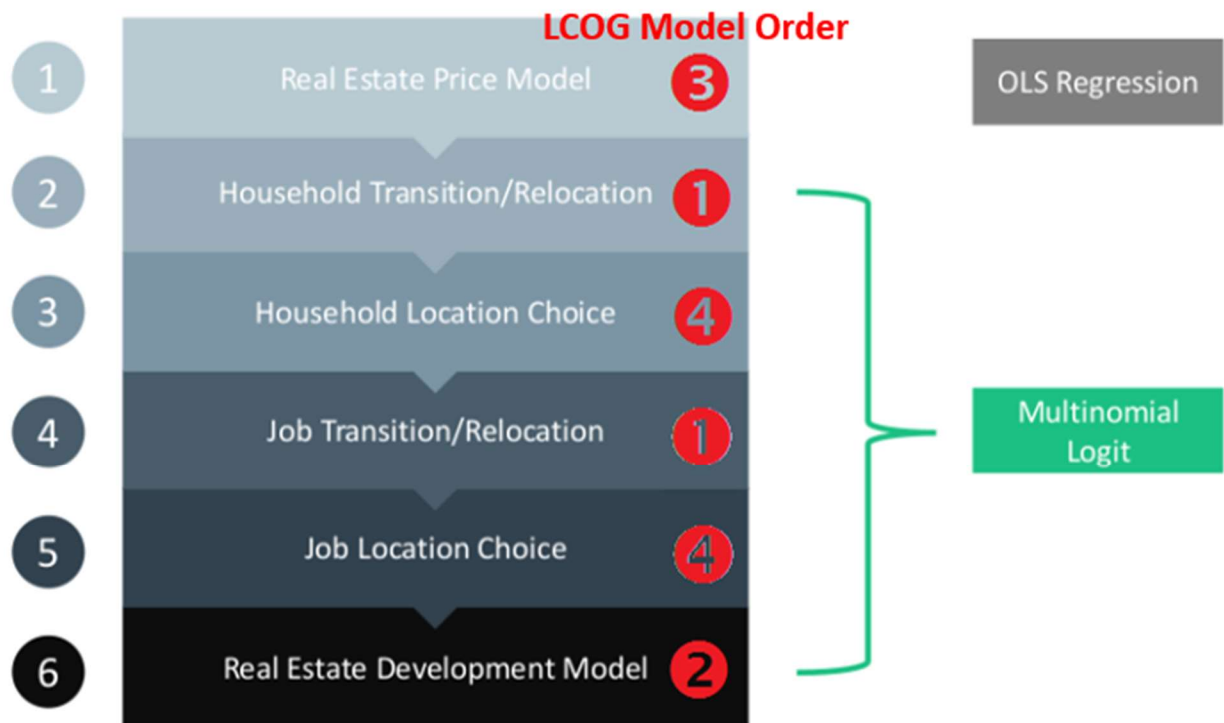 LCOG Model Order
1
Real Estate Price Model
3
OLS Regression
2
Household Transition/Relocation
1
3
Household Location Choice
4
4
Job Transition/Relocation
1
Multinomial
Logit
5
Job Location Choice
4
6
Real Estate Development Model
2